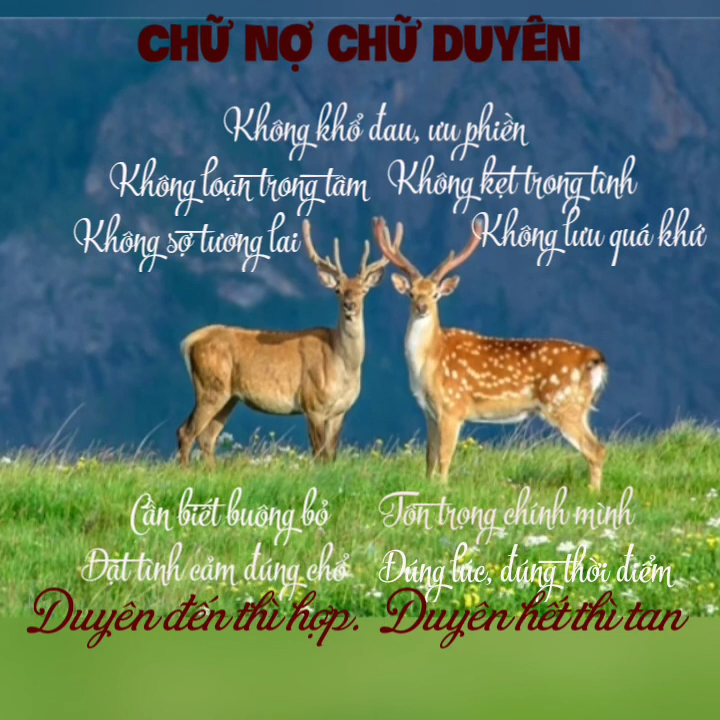 CHỮ NỢ CHỮ DUYÊN
Không khổ đau, ưu phiền
Không loạn trong tâm
Không kẹt trong tình
Không sợ tương lai
Không lưu quá khứ
Cần biết buông bỏ
Tôn trọng chính mình
Đặt tình cảm đúng chổ
Đúng lúc, đúng thời điểm
Duyên đến thì hợp. Duyên hết thì tan